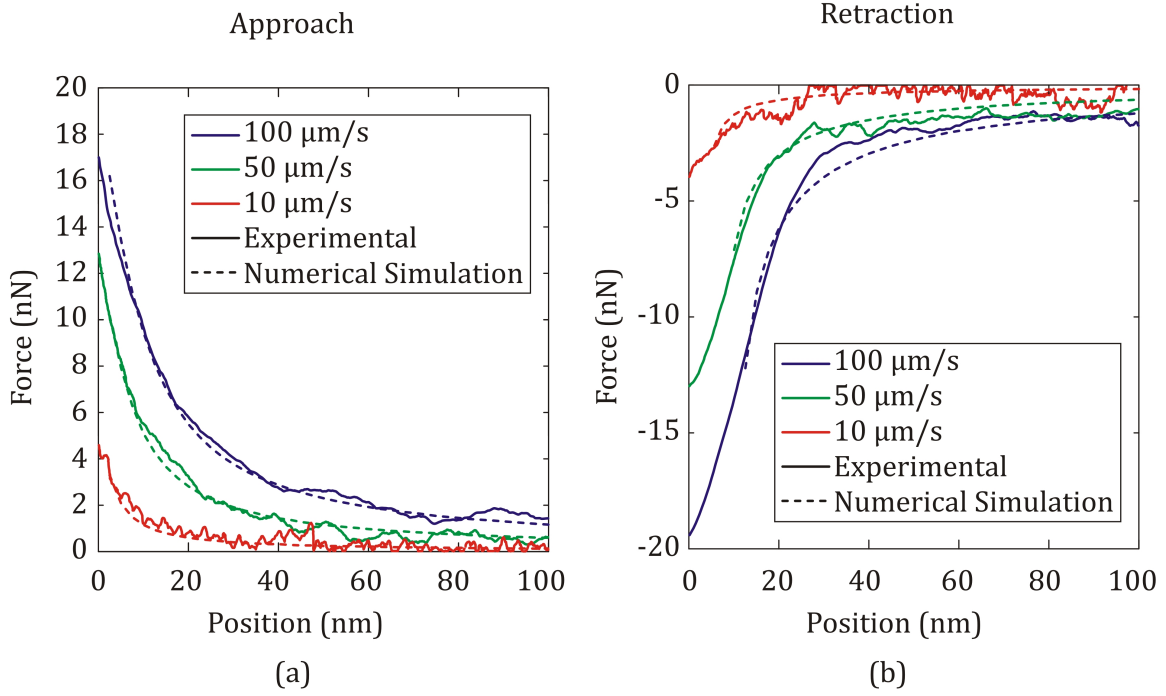 Approach
20
18
16
14
12
10
8
6
4
2
0
Force (nN)
100 µm/s
50 µm/s
10 µm/s
Experimental
Numerical Simulation
0
20
40
60
80
100
Position (nm)
(a)
Retraction
0
-5
-10
-15
-20
Force (nN)
100 µm/s
50 µm/s
10 µm/s
Experimental
Numerical Simulation
0
20
40
60
80
100
Position (nm)
(b)